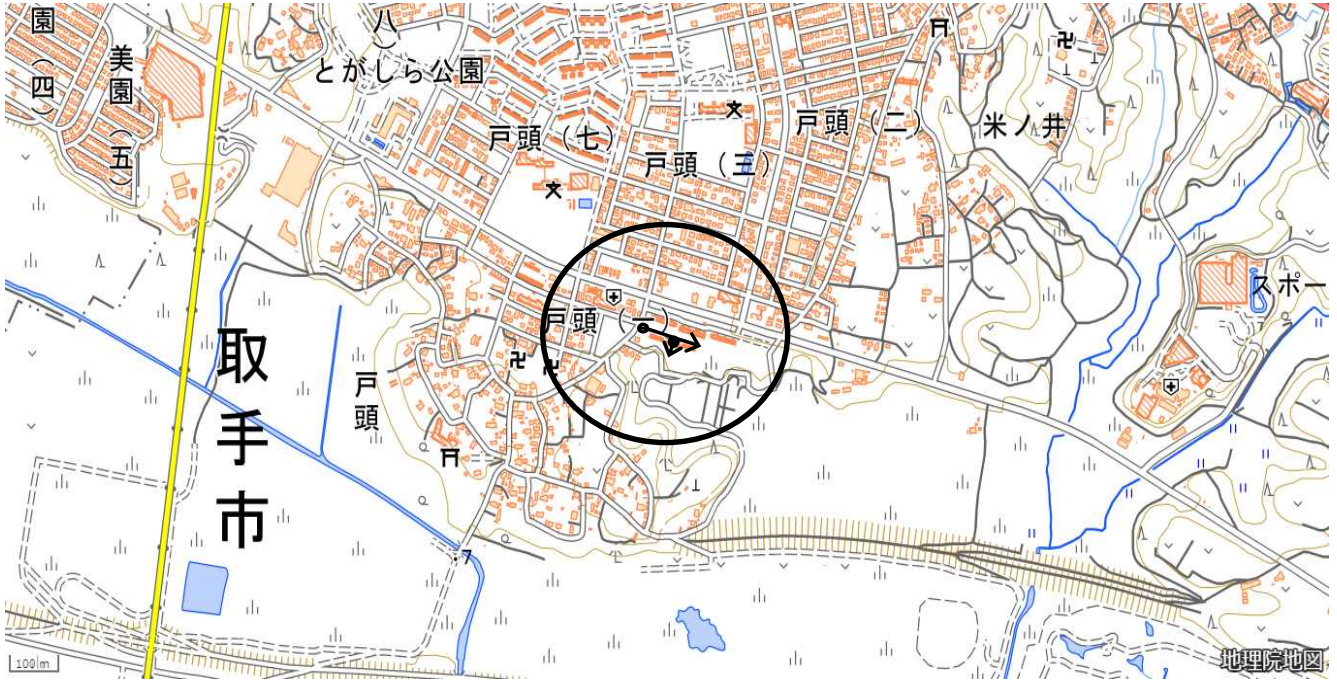 園（四）
美園（五）
八）
とがしら公園
戸頭（七）
戸頭（三）
戸頭（二）
米ノ井
スポー
戸頭（一）
取手市
戸頭
7
100m
地理院地図